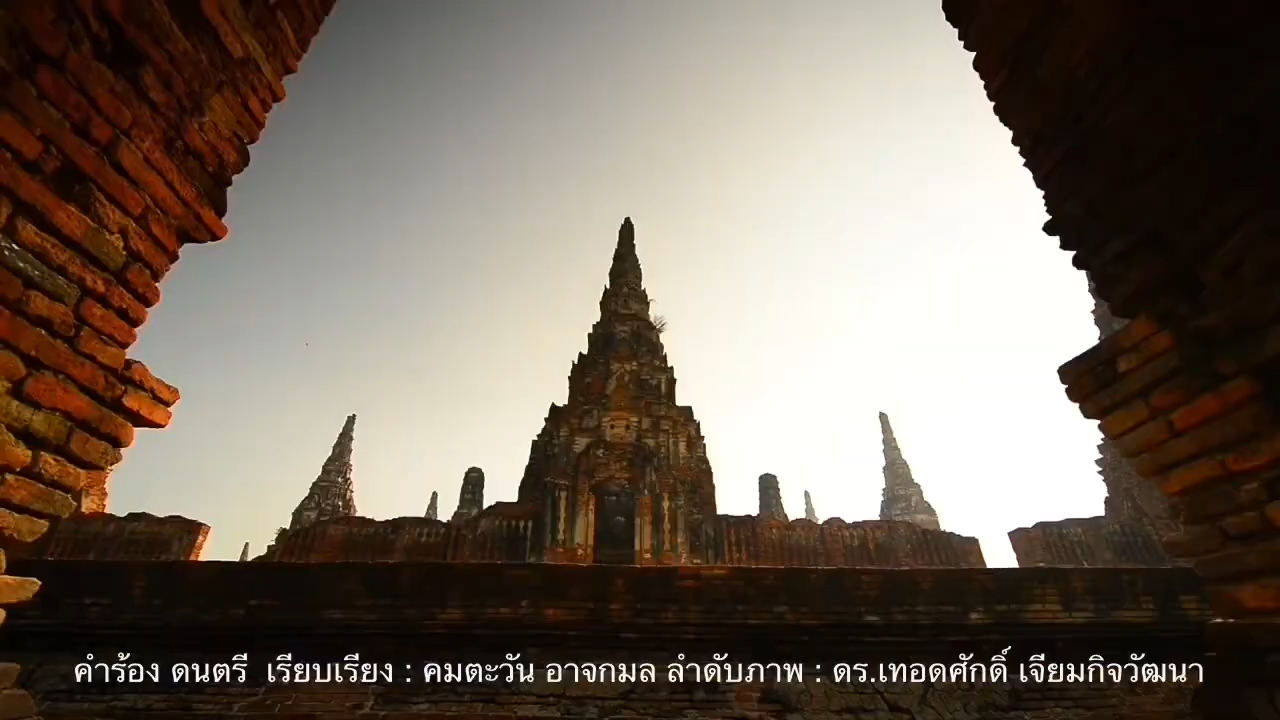 คำร้อง ดนตรี  เรียบเรียง : คมตะวัน อาจกมล ลำดับภาพ : ดร.เทอดศักดิ์ เจียมกิจวัฒนา